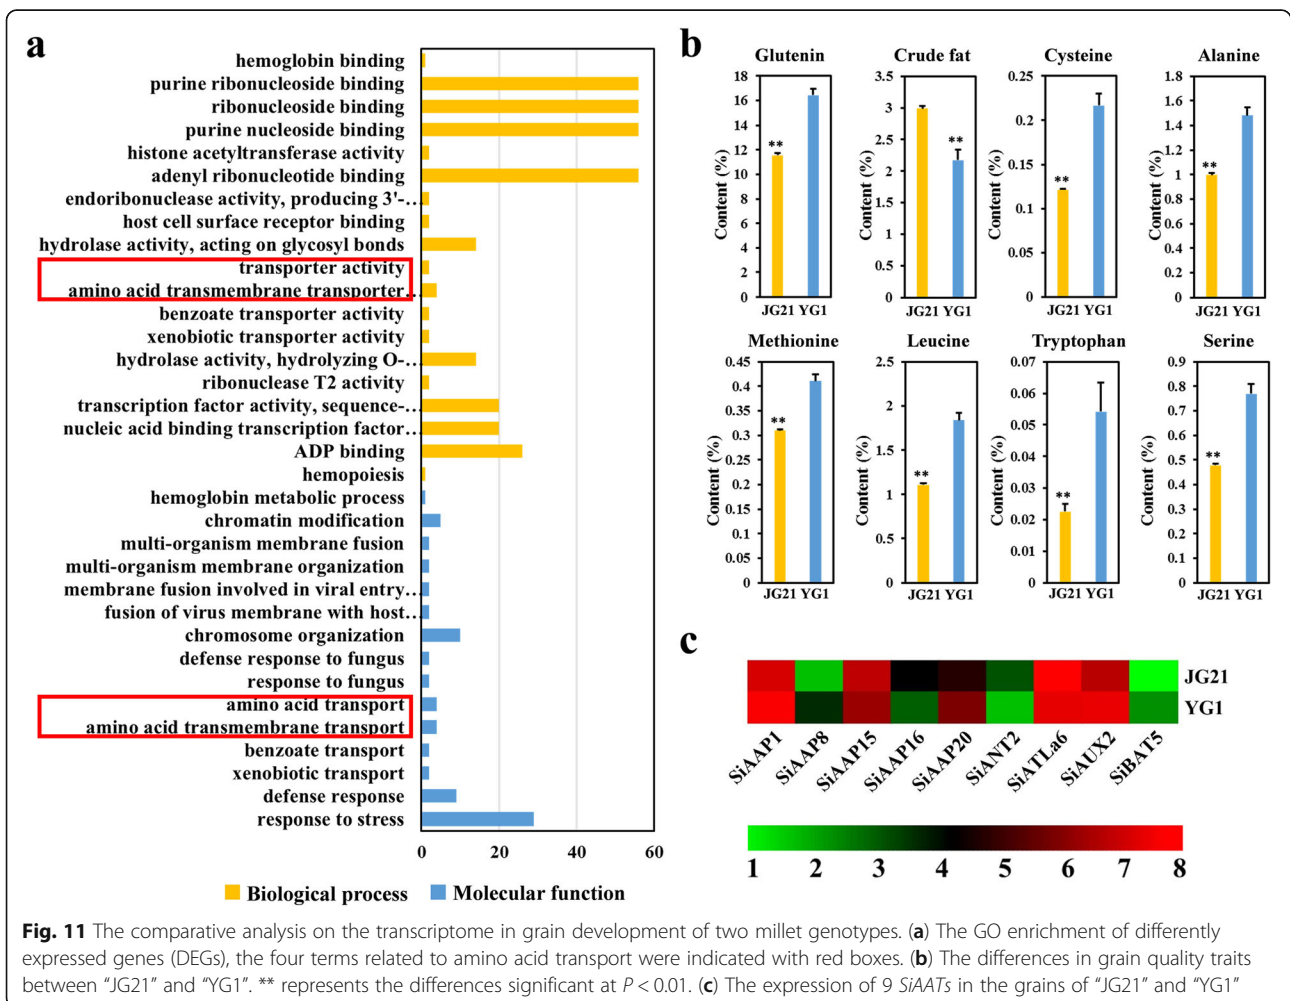 a
hemoglobin binding
purine ribonucleoside binding
ribonucleoside binding
purine nucleoside binding
histone acetyltransferase activity
adenyl ribonucleotide binding
endoribonuclease activity, producing 3'-…
host cell surface receptor binding
hydrolase activity, acting on glycosyl bonds
transporter activity
amino acid transmembrane transporter…
benzoate transporter activity
xenobiotic transporter activity
hydrolase activity, hydrolyzing O-…
ribonuclease T2 activity
transcription factor activity, sequence-…
nucleic acid binding transcription factor…
ADP binding
hemopoiesis
hemoglobin metabolic process
chromatin modification
multi-organism membrane fusion
multi-organism membrane organization
membrane fusion involved in viral entry…
fusion of virus membrane with host…
chromosome organization
defense response to fungus
response to fungus
amino acid transport
amino acid transmembrane transport
benzoate transport
xenobiotic transport
defense response
response to stress
0 20 40 60
Biological process Molecular function
b
Glutenin
Content (%)
18
16
14
12
10
8
6
4
2
0
**
JG21 YG1
Crude fat
Content (%)
3.5
3
2.5
2
1.5
1
0.5
0
**
JG21 YG1
Cysteine
Content (%)
0.25
0.2
0.15
0.1
0.05
0
**
JG21 YG1
Alanine
Content (%)
1.8
1.6
1.4
1.2
1
0.8
0.6
0.4
0.2
0
**
JG21 YG1
Methionine
Content (%)
0.45
0.4
0.35
0.3
0.25
0.2
0.15
0.1
0.05
0
**
JG21 YG1
Leucine
Content (%)
2.5
2
1.5
1
0.5
0
**
JG21 YG1
Tryptophan
Content (%)
0.07
0.06
0.05
0.04
0.03
0.02
0.01
0
**
JG21 YG1
Serine
Content (%)
0.9
0.8
0.7
0.6
0.5
0.4
0.3
0.2
0.1
0
**
JG21 YG1
c
JG21
YG1
SiAAP1 SiAAP8 SiAAP15 SiAAP16 SiAAP20 SiANT2 SiATLa6 SiAUX2 SiBAT5
1 2 3 4 5 6 7 8
Fig. 11 The comparative analysis on the transcriptome in grain development of two millet genotypes. (a) The GO enrichment of differently
expressed genes (DEGs), the four terms related to amino acid transport were indicated with red boxes. (b) The differences in grain quality traits
between “JG21” and “YG1”. ** represents the differences significant at P < 0.01. (c) The expression of 9 SiAATs in the grains of “JG21” and “YG1”